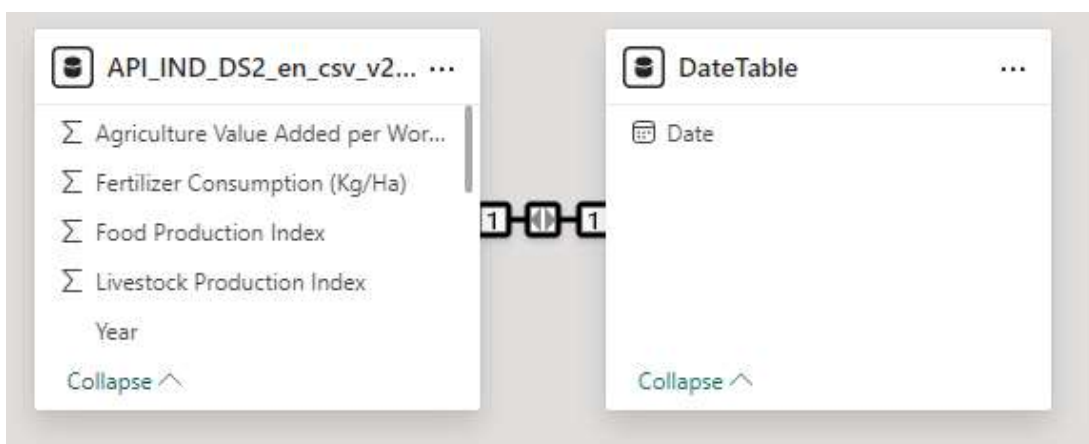 API_IND_DS2_en_csv_v2... ...
Agriculture Value Added per Wor...
Fertilizer Consumption (Kg/Ha)
Food Production Index
Livestock Production Index
Year
Collapse
1 1
DateTable ...
Date
Collapse